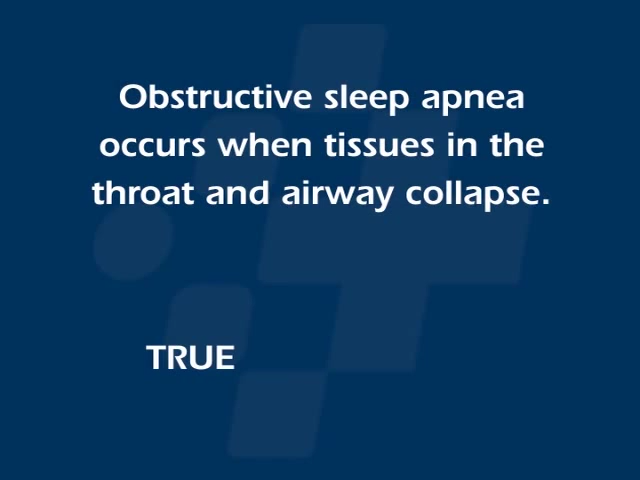 Obstructive sleep apnea
occurs when tissues in the
throat and airway collapse.
TRUE